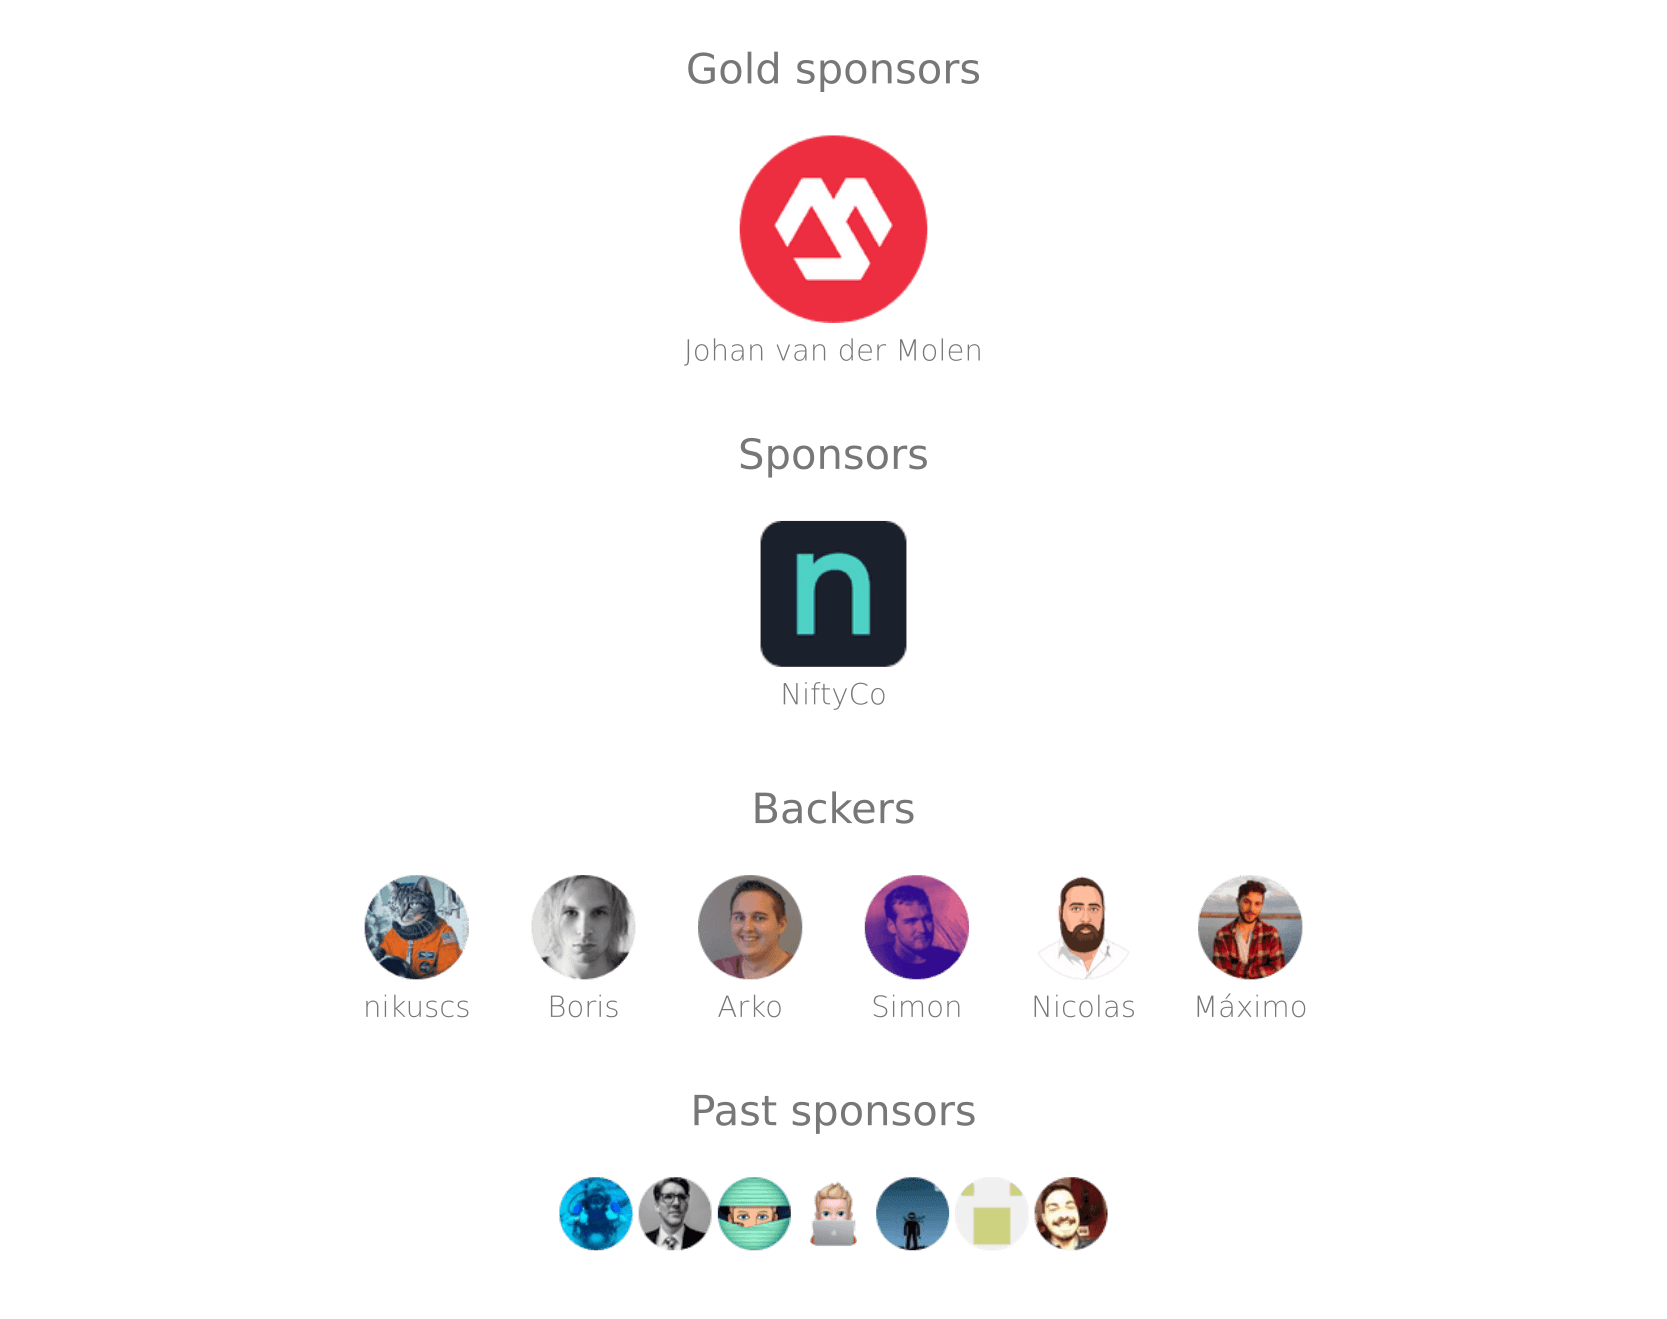 Gold sponsors
Johan van der Molen
Sponsors
n
NiftyCo
Backers
nikuscs Boris Arko Simon Nicolas Máximo
Past sponsors